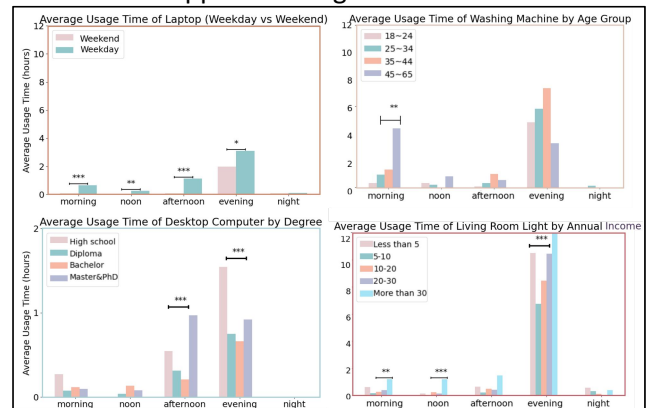 Average Usage Time of Laptop (Weekday vs Weekend)
12
10
8
6
4
2
0
Average Usage Time (hours)
Weekend
Weekday
***
**
***
*
morning noon afternoon evening night
Average Usage Time of Washing Machine by Age Group
12
10
8
6
4
2
0
18~24
25~34
35~44
45~65
**
morning noon afternoon evening night
Average Usage Time of Desktop Computer by Degree
2
1
0
Average Usage Time (hours)
High school
Diploma
Bachelor
Master&PhD
***
***
morning noon afternoon evening night
Average Usage Time of Living Room Light by Annual Income
12
10
8
6
4
2
0
Less than 5
5-10
10-20
20-30
More than 30
**
***
***
morning noon afternoon evening night